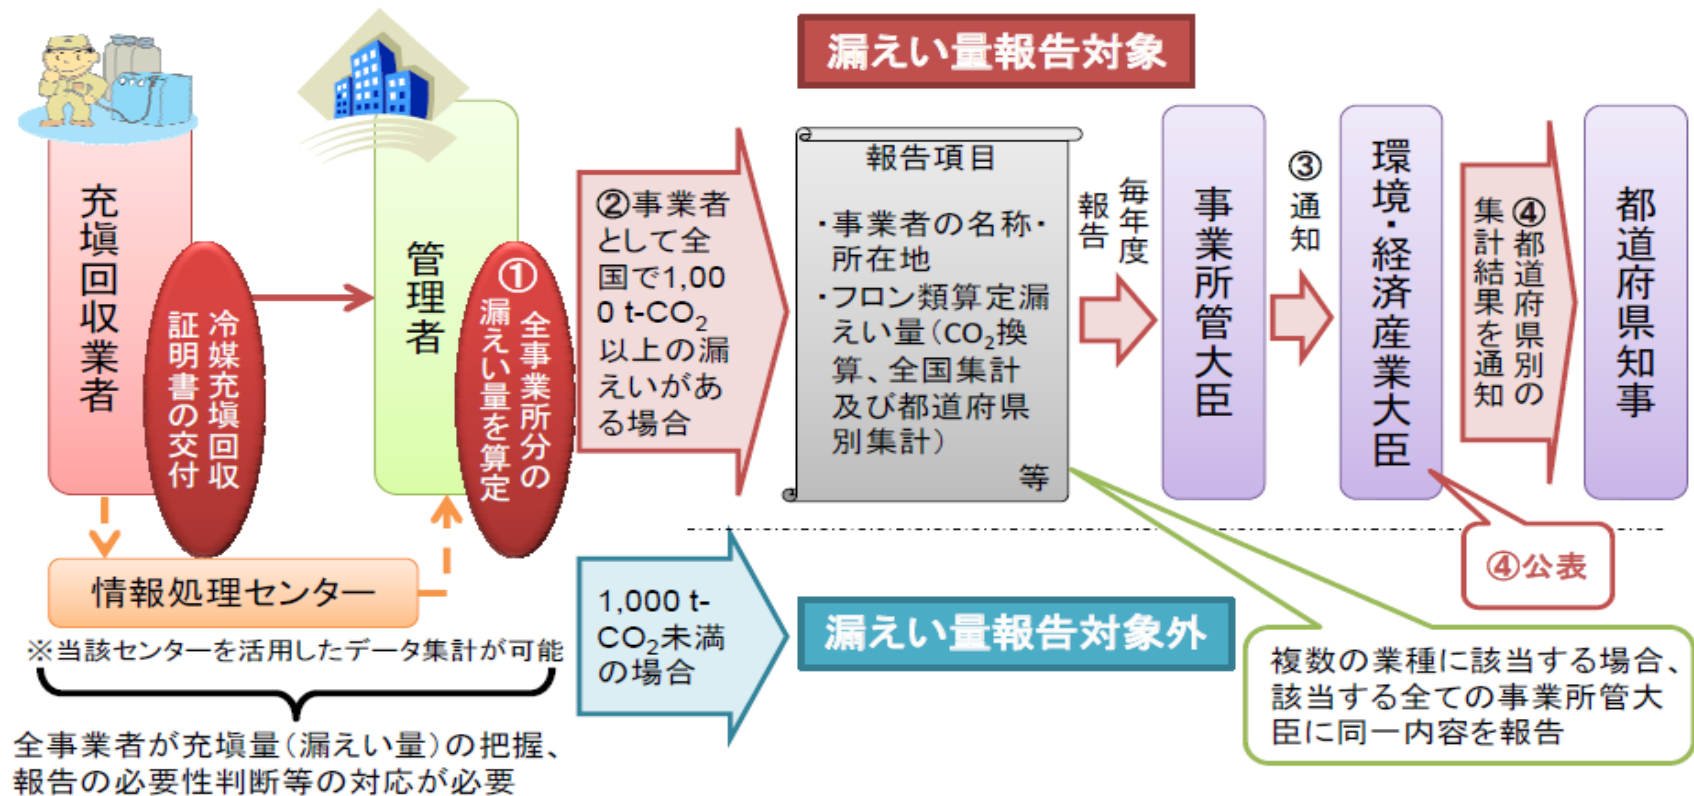 漏えい量報告対象
充塡回収業者
冷媒充塡回収
証明書の交付
管理者
①全事業所分の
漏えい量を算定
②事業者
として全
国で1,00
0 t-CO₂
以上の漏
えいがあ
る場合
報告項目
・事業者の名称・
所在地
・フロン類算定漏
えい量（CO₂換
算、全国集計
及び都道府県
別集計）
等
毎年度
報告
事業所管大臣
③通知
環境・経済産業大臣
④都道府県別の
集計結果を通知
都道府県知事
④公表
情報処理センター
※当該センターを活用したデータ集計が可能
全事業者が充塡量（漏えい量）の把握、
報告の必要性判断等の対応が必要
1,000 t-
CO₂未満
の場合
漏えい量報告対象外
複数の業種に該当する場合、
該当する全ての事業所管大
臣に同一内容を報告